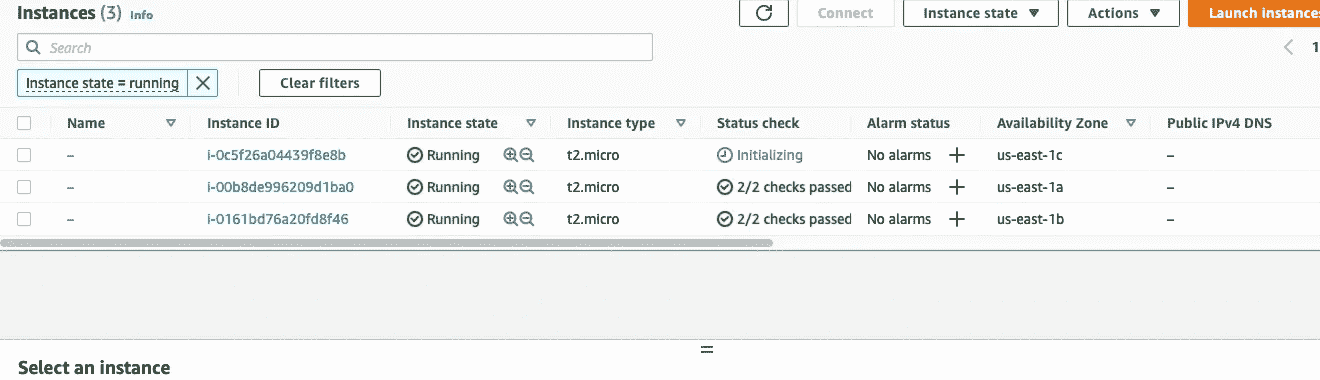 Instances (3) Info
Connect Instance state Actions Launch instances
Search
1
Instance state = running Clear filters
Name Instance ID Instance state Instance type Status check Alarm status Availability Zone Public IPv4 DNS
– i-0c5f26a04439f8e8b Running t2.micro Initializing No alarms + us-east-1c –
– i-00b8de996209d1ba0 Running t2.micro 2/2 checks passed No alarms + us-east-1a –
– i-0161bd76a20fd8f46 Running t2.micro 2/2 checks passed No alarms + us-east-1b –
Select an instance